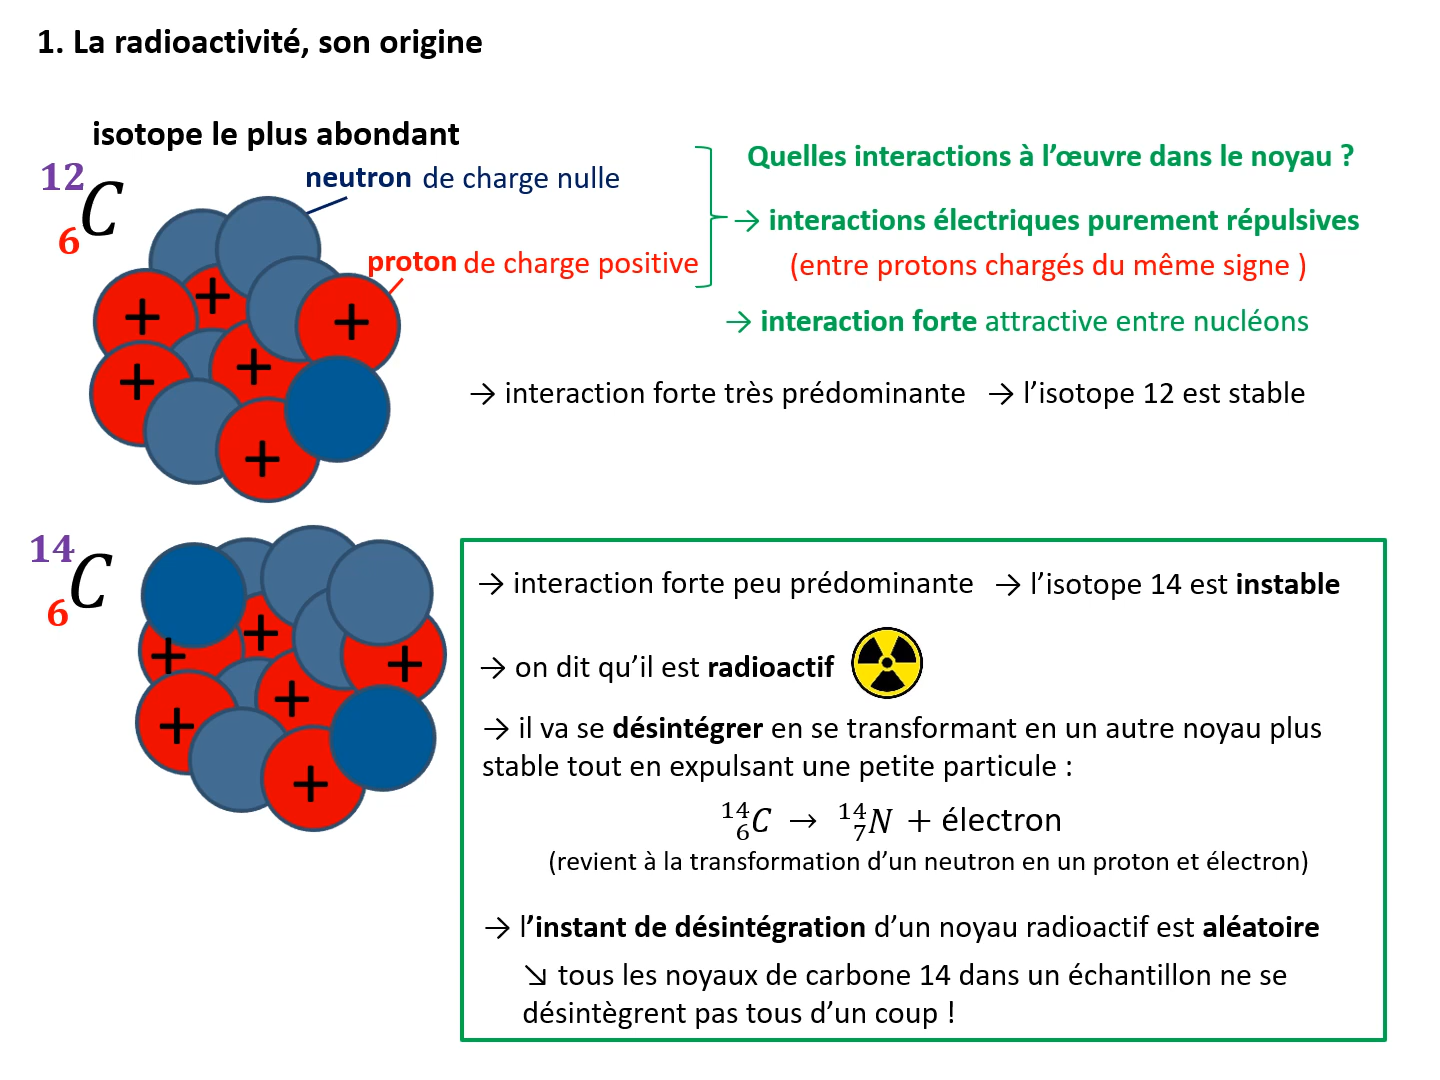 1. La radioactivité, son origine
isotope le plus abondant
12
6
C
neutron de charge nulle
proton de charge positive
+ + + + + +
Quelles interactions à l’œuvre dans le noyau ?
→ interactions électriques purement répulsives
(entre protons chargés du même signe )
→ interaction forte attractive entre nucléons
→ interaction forte très prédominante → l’isotope 12 est stable
14
6
C
+ + + + + +
→ interaction forte peu prédominante → l’isotope 14 est instable
→ on dit qu’il est radioactif
→ il va se désintégrer en se transformant en un autre noyau plus
stable tout en expulsant une petite particule :
¹⁴₆C → ¹⁴₇N + électron
(revient à la transformation d’un neutron en un proton et électron)
→ l’instant de désintégration d’un noyau radioactif est aléatoire
↘ tous les noyaux de carbone 14 dans un échantillon ne se
désintègrent pas tous d’un coup !